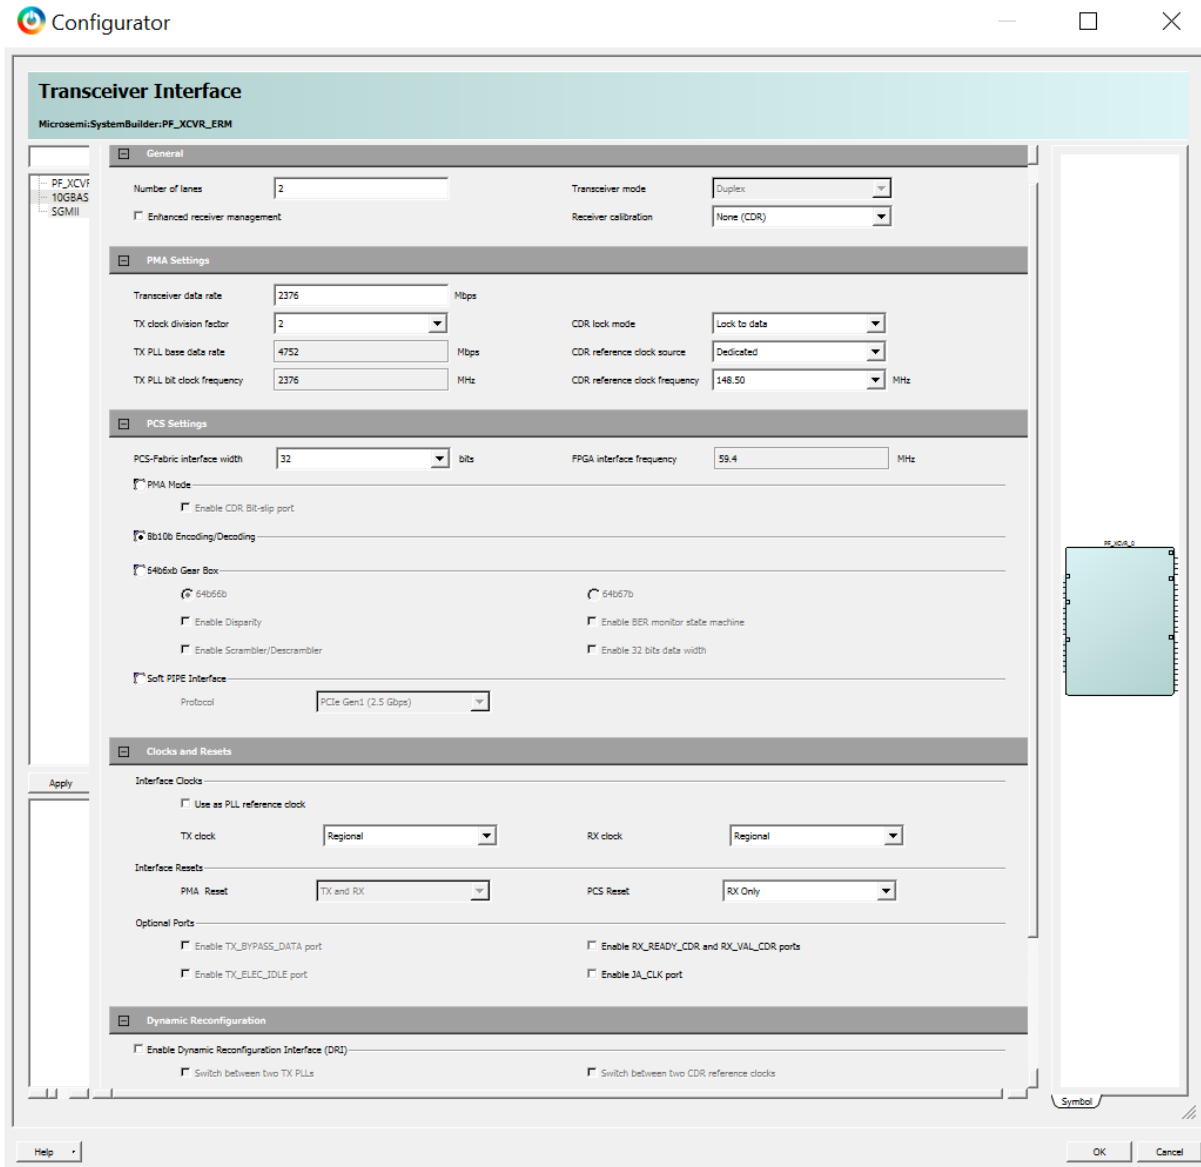 Configurator
Transceiver Interface
Microsemi:SystemBuilder:PF_XCVR_ERM
PF_XCVR
10GBAS
SGMII
Apply
General
Number of lanes 2 Transceiver mode Duplex
Enhanced receiver management Receiver calibration None (CDR)
PMA Settings
Transceiver data rate 2376 Mbps
TX clock division factor 2 CDR lock mode Lock to data
TX PLL base data rate 4752 Mbps CDR reference clock source Dedicated
TX PLL bit clock frequency 2376 MHz CDR reference clock frequency 148.50 MHz
PCS Settings
PCS-Fabric interface width 32 bits FPGA interface frequency 59.4 MHz
PMA Mode
Enable CDR Bit-slip port
8b10b Encoding/Decoding
64b6xb Gear Box
64b66b 64b67b
Enable Disparity Enable BER monitor state machine
Enable Scrambler/Descrambler Enable 32 bits data width
Soft PIPE Interface
Protocol PCIe Gen1 (2.5 Gbps)
Clocks and Resets
Interface Clocks
Use as PLL reference clock
TX clock Regional RX clock Regional
Interface Resets
PMA Reset TX and RX PCS Reset RX Only
Optional Ports
Enable TX_BYPASS_DATA port Enable RX_READY_CDR and RX_VAL_CDR ports
Enable TX_ELEC_IDLE port Enable JA_CLK port
Dynamic Reconfiguration
Enable Dynamic Reconfiguration Interface (DRI)
Switch between two TX PLLs Switch between two CDR reference clocks
PF_XCVR_0
Symbol
Help OK Cancel